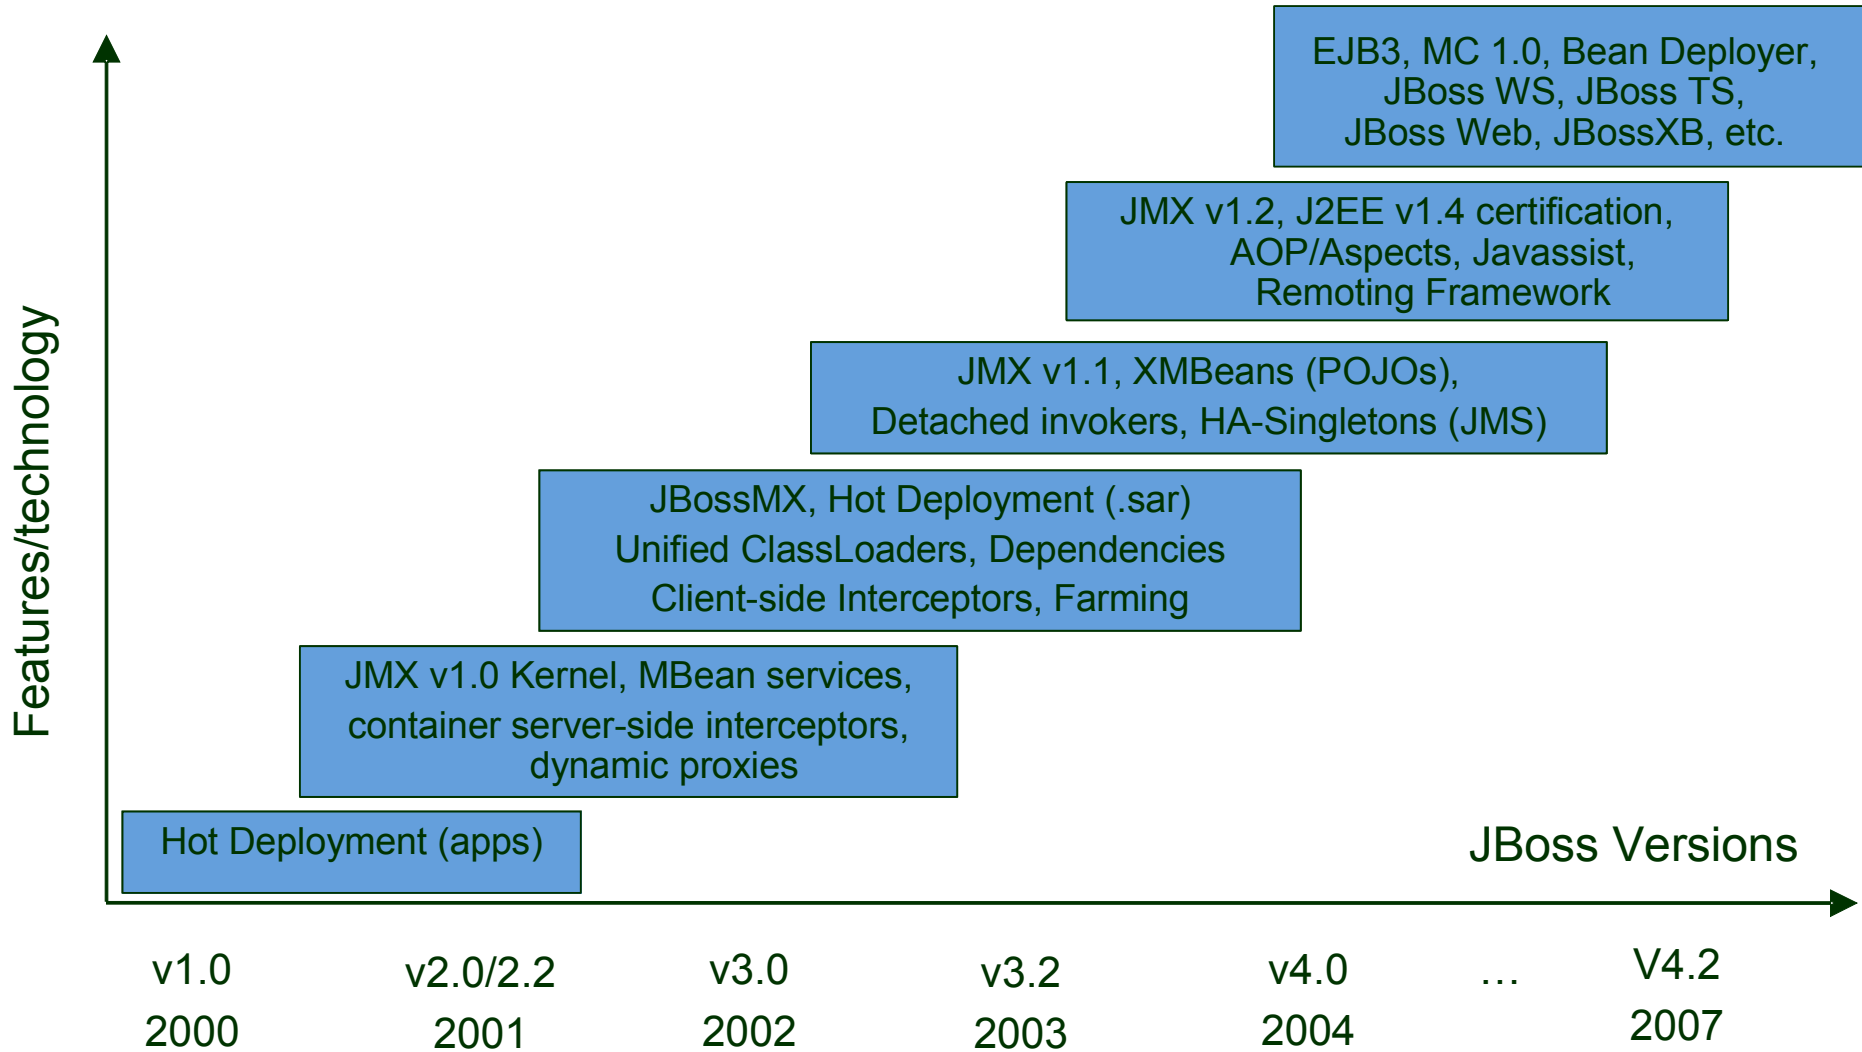 EJB3, MC 1.0, Bean Deployer,
JBoss WS, JBoss TS,
JBoss Web, JBossXB, etc.
JMX v1.2, J2EE v1.4 certification,
AOP/Aspects, Javassist,
Remoting Framework
JMX v1.1, XMBeans (POJOs),
Detached invokers, HA-Singletons (JMS)
JBossMX, Hot Deployment (.sar)
Unified ClassLoaders, Dependencies
Client-side Interceptors, Farming
JMX v1.0 Kernel, MBean services,
container server-side interceptors,
dynamic proxies
Hot Deployment (apps)
Features/technology
JBoss Versions
v1.0 v2.0/2.2 v3.0 v3.2 v4.0 … V4.2
2000 2001 2002 2003 2004 2007